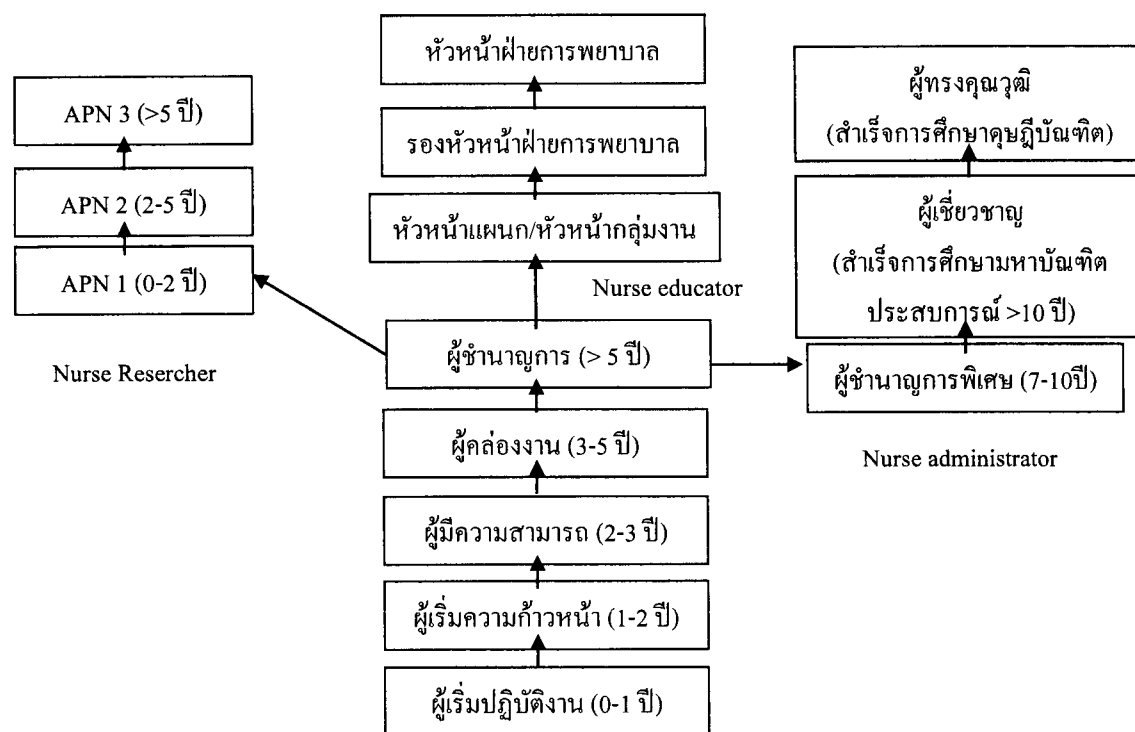 หัวหน้าฝ่ายการพยาบาล
รองหัวหน้าฝ่ายการพยาบาล
หัวหน้าแผนก/หัวหน้ากลุ่มงาน
APN 3 (>5 ปี)
APN 2 (2-5 ปี)
APN 1 (0-2 ปี)
Nurse Resercher
ผู้ทรงคุณวุฒิ
(สำเร็จการศึกษาดุษฎีบัณฑิต)
ผู้เชี่ยวชาญ
(สำเร็จการศึกษามหาบัณฑิต
ประสบการณ์ >10 ปี)
ผู้ชำนาญการพิเศษ (7-10ปี)
Nurse administrator
Nurse educator
ผู้ชำนาญการ (> 5 ปี)
ผู้คล่องงาน (3-5 ปี)
ผู้มีความสามารถ (2-3 ปี)
ผู้เริ่มความก้าวหน้า (1-2 ปี)
ผู้เริ่มปฏิบัติงาน (0-1 ปี)